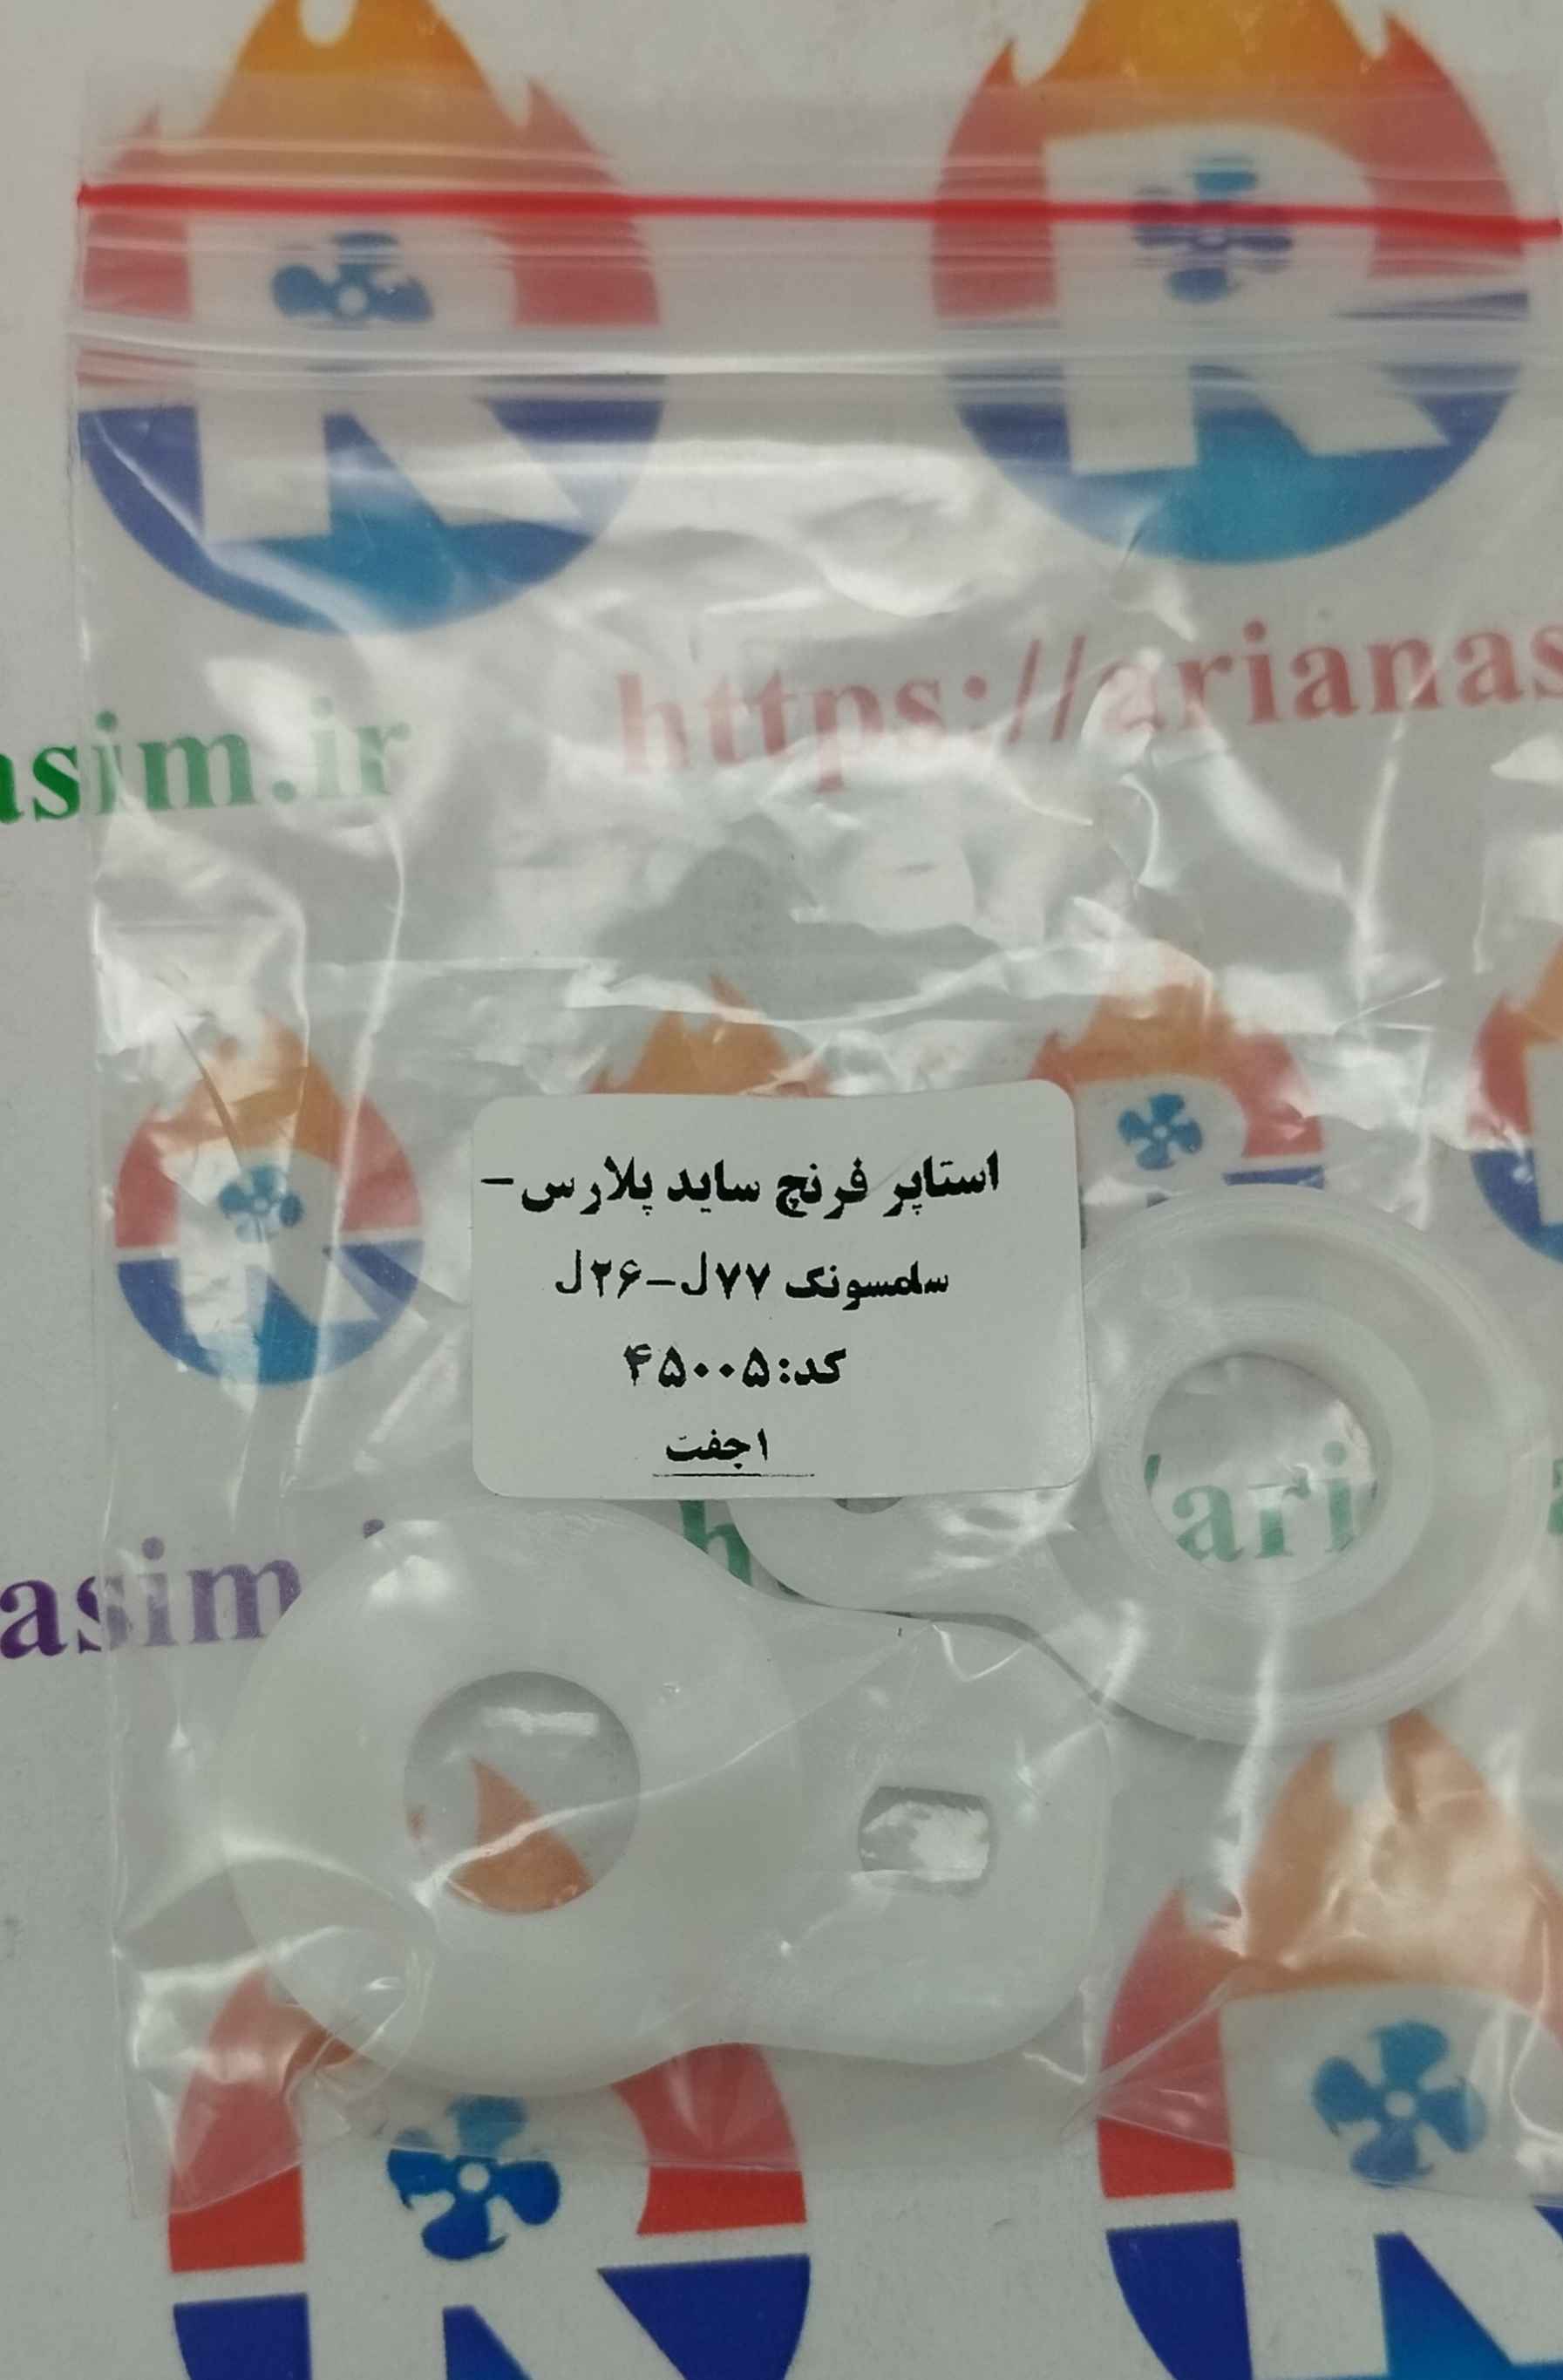 asim.ir
https://arianas
استاپر فرنچ ساید پلارس-
سامسونگ ۷۷ل-۲۶ل
کد:۴۵۰۰۵
۱جفت
asim
h
/ari